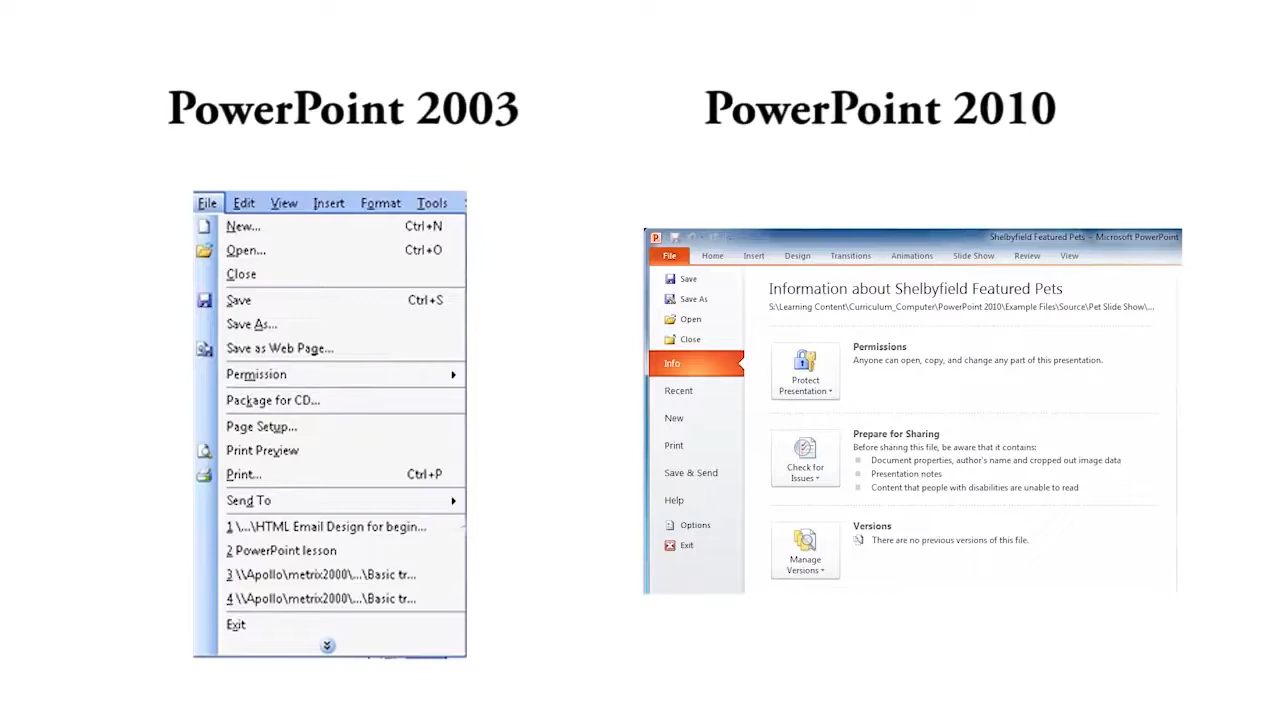 PowerPoint 2003
PowerPoint 2010
File Edit View Insert Format Tools
New... Ctrl+N
Open... Ctrl+O
Close
Save Ctrl+S
Save As...
Save as Web Page...
Permission
Package for CD...
Page Setup...
Print Preview
Print... Ctrl+P
Send To
1 \...\HTML Email Design for begin...
2 PowerPoint lesson
3 \\Apollo\metrix2000\...\Basic tr...
4 \\Apollo\metrix2000\...\Basic tr...
Exit
Shelbyfield Featured Pets - Microsoft PowerPoint
File Home Insert Design Transitions Animations Slide Show Review View
Save
Save As
Open
Close
Info
Recent
New
Print
Save & Send
Help
Options
Exit
Information about Shelbyfield Featured Pets
S:\Learning Content\Curriculum_Computer\PowerPoint 2010\Example Files\Source\Pet Slide Show\...
Protect
Presentation
Permissions
Anyone can open, copy, and change any part of this presentation.
Check for
Issues
Prepare for Sharing
Before sharing this file, be aware that it contains:
Document properties, author's name and cropped out image data
Presentation notes
Content that people with disabilities are unable to read
Manage
Versions
Versions
There are no previous versions of this file.